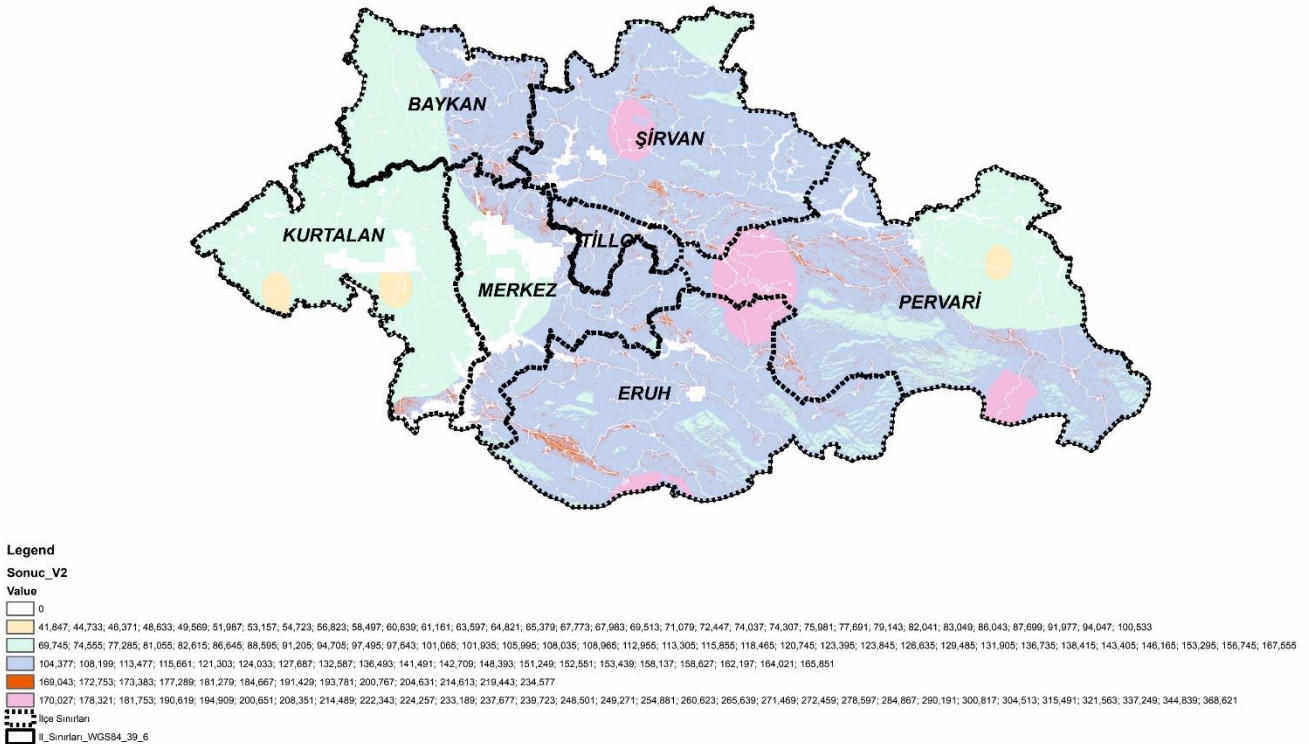 BAYKAN
ŞİRVAN
KURTALAN
TİLLO
MERKEZ
PERVARİ
ERUH
Legend
Sonuc_V2
Value
0
41,847; 44,733; 46,371; 48,633; 49,569; 51,987; 53,157; 54,723; 56,823; 58,497; 60,639; 61,161; 63,597; 64,821; 65,379; 67,773; 67,983; 69,513; 71,079; 72,447; 74,037; 74,307; 75,981; 77,691; 79,143; 82,041; 83,049; 86,043; 87,699; 91,977; 94,047; 100,533
69,745; 74,555; 77,285; 81,055; 82,615; 86,645; 88,595; 91,205; 94,705; 97,495; 97,643; 101,065; 101,935; 105,995; 108,035; 108,965; 112,955; 113,305; 115,855; 118,465; 120,745; 123,395; 123,845; 126,635; 129,485; 131,905; 136,735; 138,415; 143,405; 146,165; 153,295; 156,745; 167,555
104,377; 108,199; 113,477; 115,661; 121,303; 124,033; 127,687; 132,587; 136,493; 141,491; 142,709; 148,393; 151,249; 152,551; 153,439; 158,137; 158,627; 162,197; 164,021; 165,851
169,043; 172,753; 173,383; 177,289; 181,279; 184,667; 191,429; 193,781; 200,767; 204,631; 214,613; 219,443; 234,577
170,027; 178,321; 181,753; 190,619; 194,909; 200,651; 208,351; 214,489; 222,343; 224,257; 233,189; 237,677; 239,723; 248,501; 249,271; 254,881; 260,623; 265,639; 271,469; 272,459; 278,597; 284,867; 290,191; 300,817; 304,513; 315,491; 321,563; 337,249; 344,839; 368,621
İlçe Sınırları
İl_Sınırları_WGS84_39_6